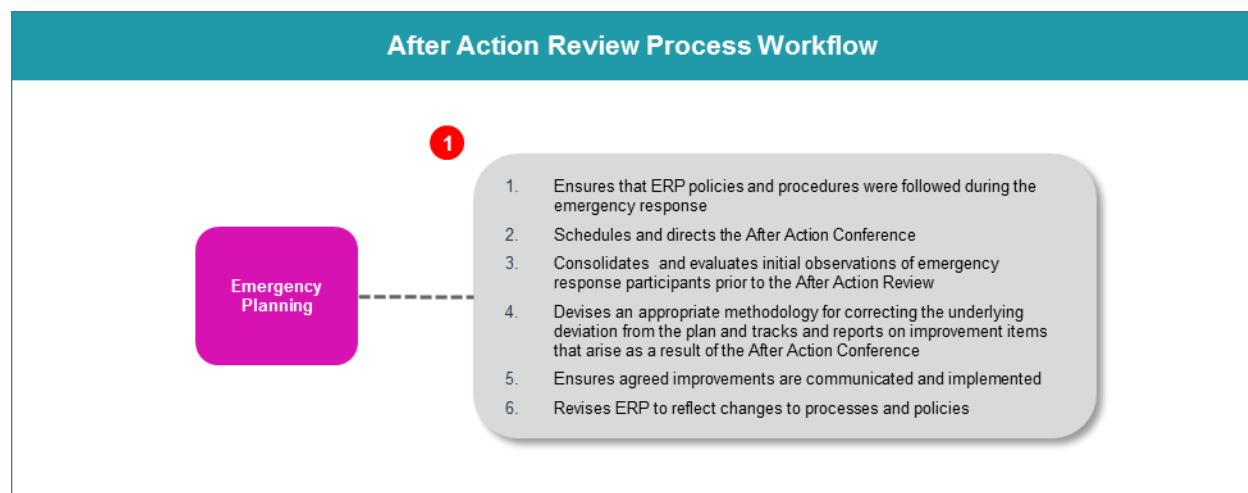 After Action Review Process Workflow
1
Emergency
Planning
1. Ensures that ERP policies and procedures were followed during the
emergency response
2. Schedules and directs the After Action Conference
3. Consolidates  and evaluates initial observations of emergency
response participants prior to the After Action Review
4. Devises an appropriate methodology for correcting the underlying
deviation from the plan and tracks and reports on improvement items
that arise as a result of the After Action Conference
5. Ensures agreed improvements are communicated and implemented
6. Revises ERP to reflect changes to processes and policies